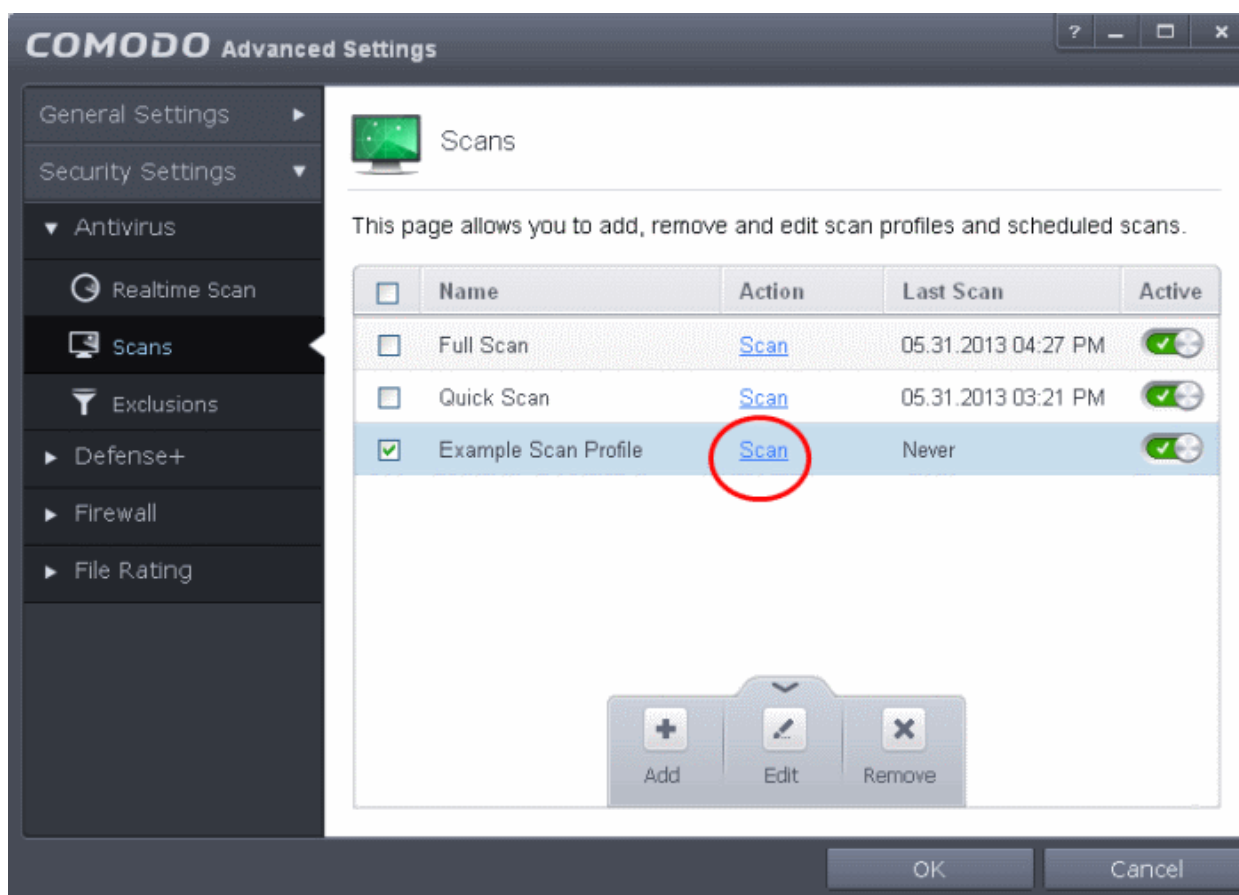 COMODO Advanced Settings
?
General Settings
Security Settings
Antivirus
Realtime Scan
Scans
Exclusions
Defense+
Firewall
File Rating
Scans
This page allows you to add, remove and edit scan profiles and scheduled scans.
Name Action Last Scan Active
Full Scan Scan 05.31.2013 04:27 PM
Quick Scan Scan 05.31.2013 03:21 PM
Example Scan Profile Scan Never
Add Edit Remove
OK Cancel